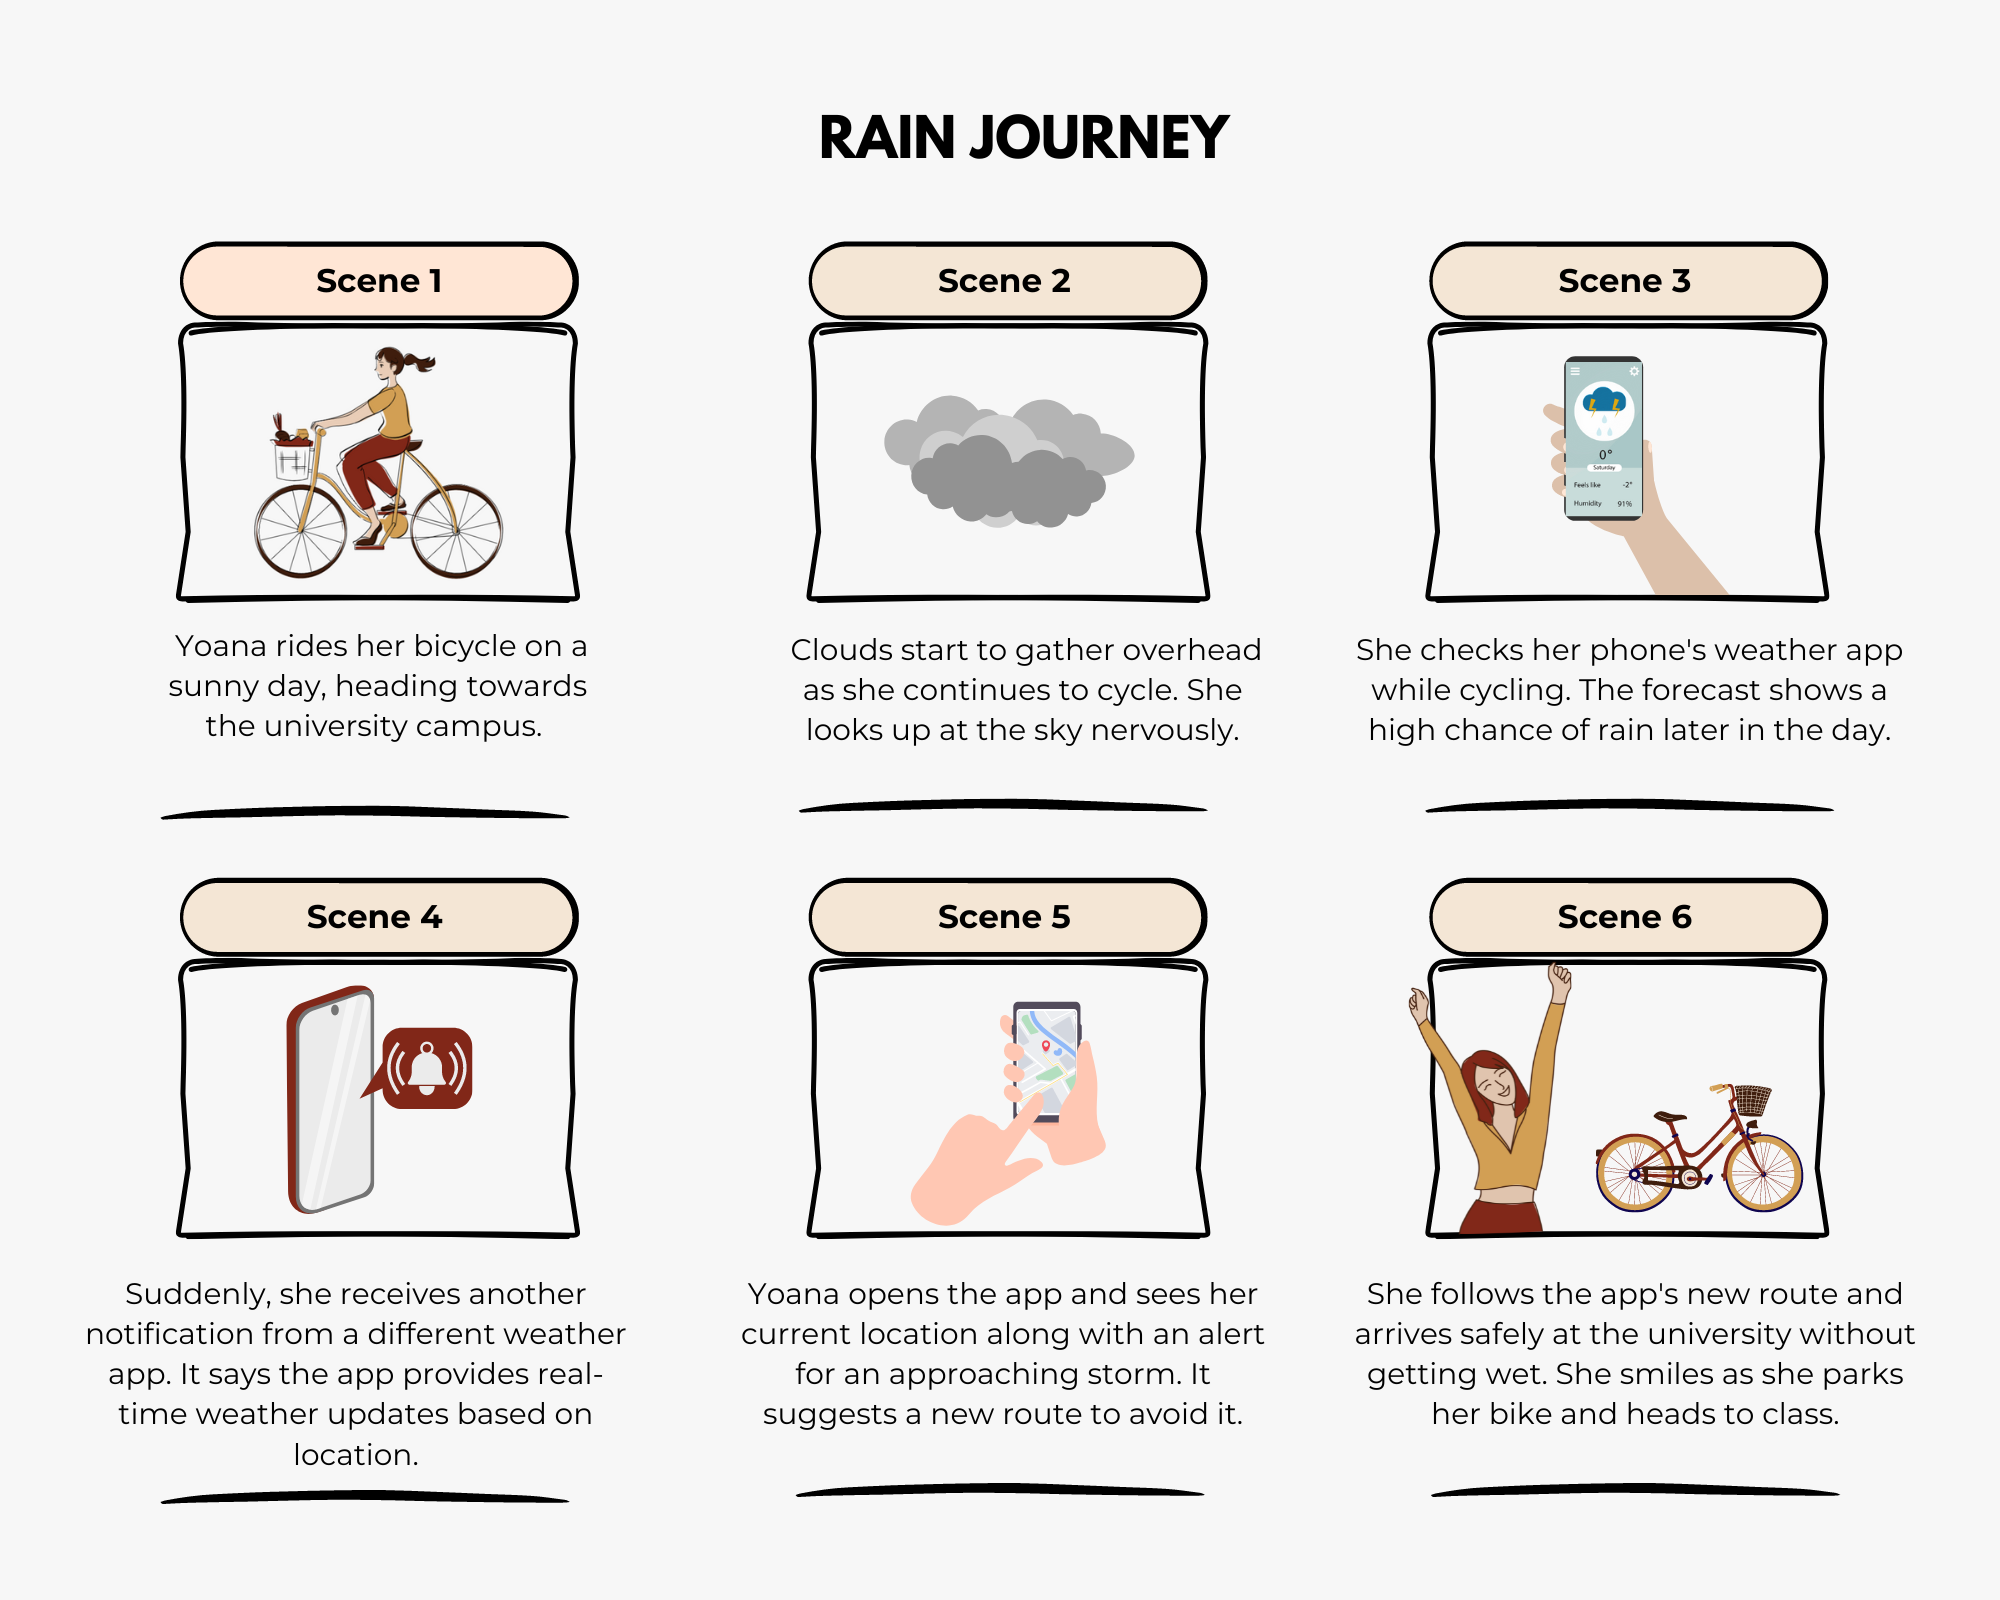 RAIN JOURNEY
Scene 1
Yoana rides her bicycle on a
sunny day, heading towards
the university campus.
Scene 2
Clouds start to gather overhead
as she continues to cycle. She
looks up at the sky nervously.
Scene 3
0°
Saturday
Feels like -2°
Humidity 91%
She checks her phone's weather app
while cycling. The forecast shows a
high chance of rain later in the day.
Scene 4
Suddenly, she receives another
notification from a different weather
app. It says the app provides real-
time weather updates based on
location.
Scene 5
Yoana opens the app and sees her
current location along with an alert
for an approaching storm. It
suggests a new route to avoid it.
Scene 6
She follows the app's new route and
arrives safely at the university without
getting wet. She smiles as she parks
her bike and heads to class.